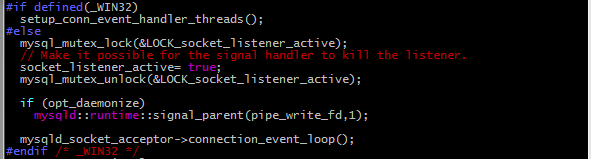 #if defined(_WIN32)
  setup_conn_event_handler_threads();
#else
  mysql_mutex_lock(&LOCK_socket_listener_active);
  // Make it possible for the signal handler to kill the listener.
  socket_listener_active= true;
  mysql_mutex_unlock(&LOCK_socket_listener_active);

  if (opt_daemonize)
    mysqld::runtime::signal_parent(pipe_write_fd,1);

  mysqld_socket_acceptor->connection_event_loop();
#endif /* _WIN32 */